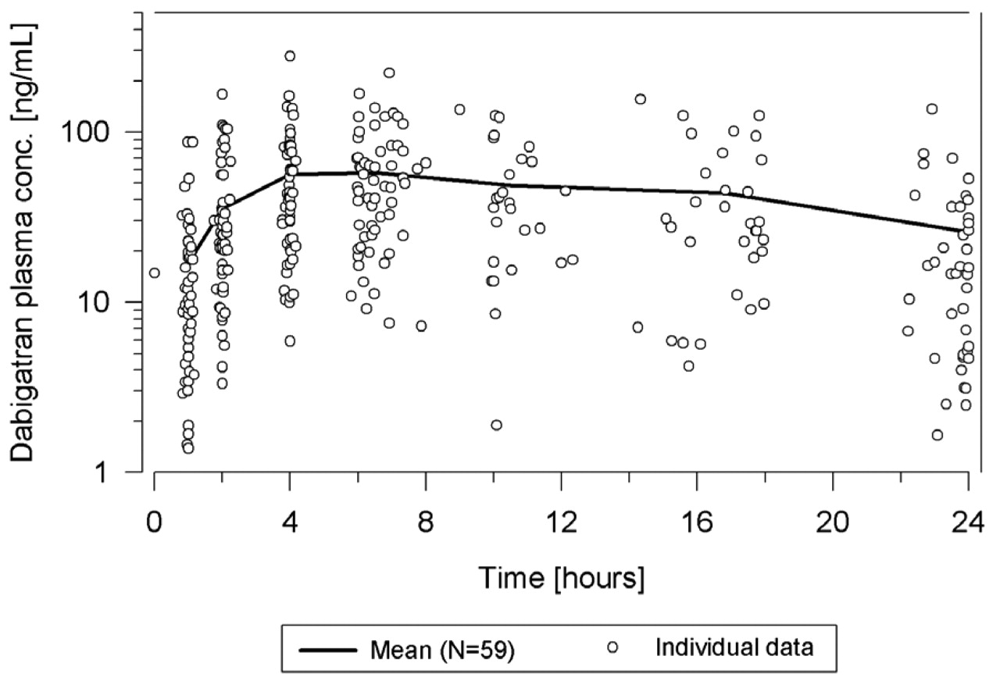 Dabigatran plasma conc. [ng/mL]
100
10
1
0 4 8 12 16 20 24
Time [hours]
Mean (N=59) Individual data